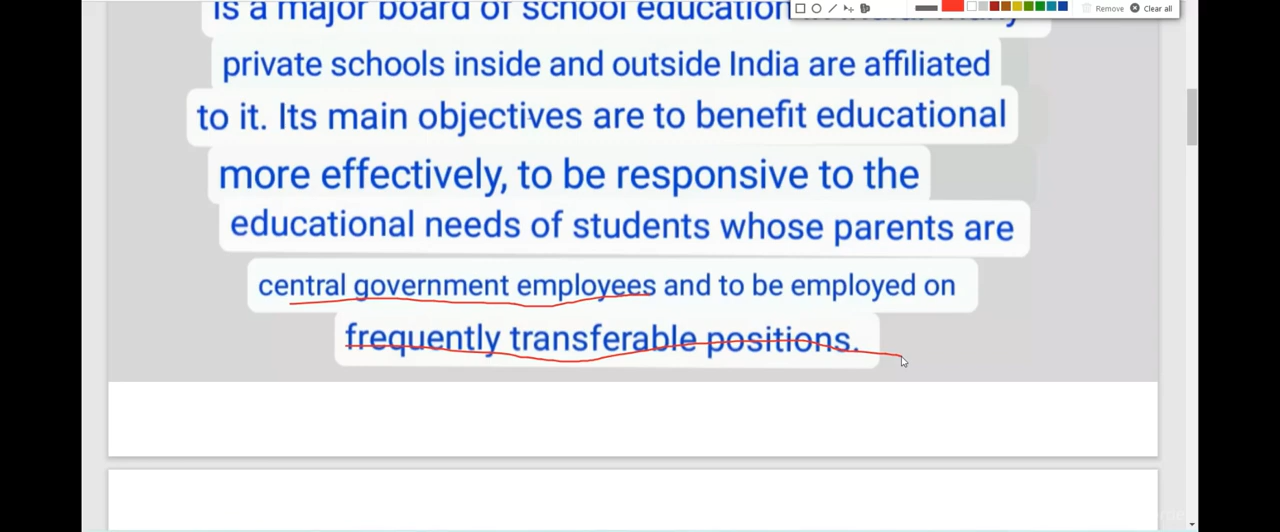 is a major board of school education
Remove
Clear all
private schools inside and outside India are affiliated
to it. Its main objectives are to benefit educational
more effectively, to be responsive to the
educational needs of students whose parents are
central government employees and to be employed on
frequently transferable positions.